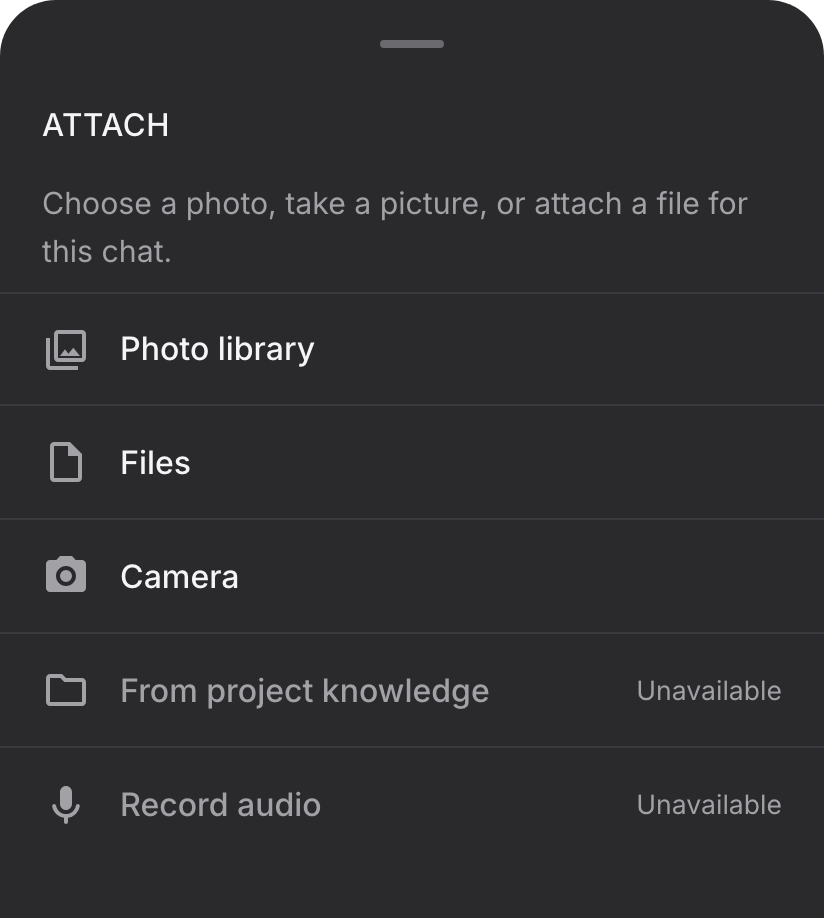 ATTACH
Choose a photo, take a picture, or attach a file for
this chat.
Photo library
Files
Camera
From project knowledge Unavailable
Record audio Unavailable